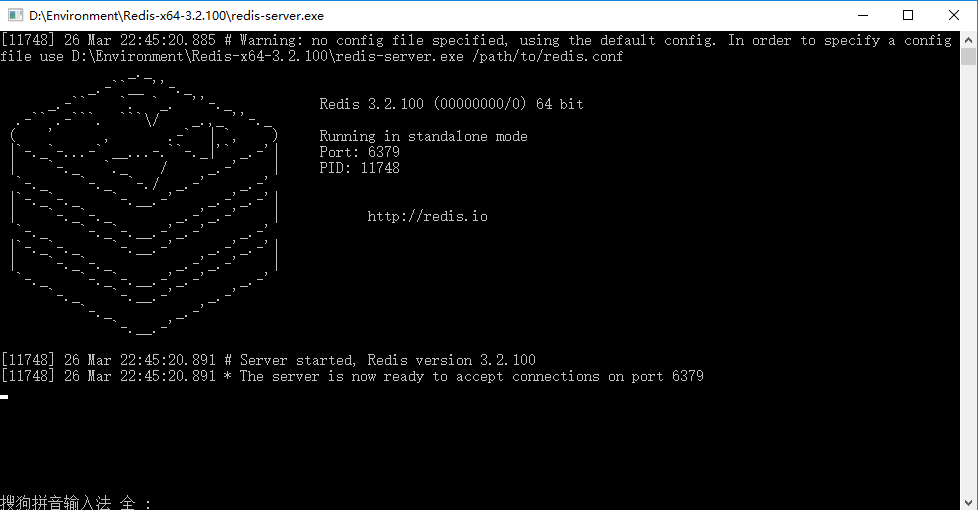 D:\Environment\Redis-x64-3.2.100\redis-server.exe
[11748] 26 Mar 22:45:20.885 # Warning: no config file specified, using the default config. In order to specify a config
file use D:\Environment\Redis-x64-3.2.100\redis-server.exe /path/to/redis.conf
Redis 3.2.100 (00000000/0) 64 bit
Running in standalone mode
Port: 6379
PID: 11748
http://redis.io
[11748] 26 Mar 22:45:20.891 # Server started, Redis version 3.2.100
[11748] 26 Mar 22:45:20.891 * The server is now ready to accept connections on port 6379
搜狗拼音输入法 全 :